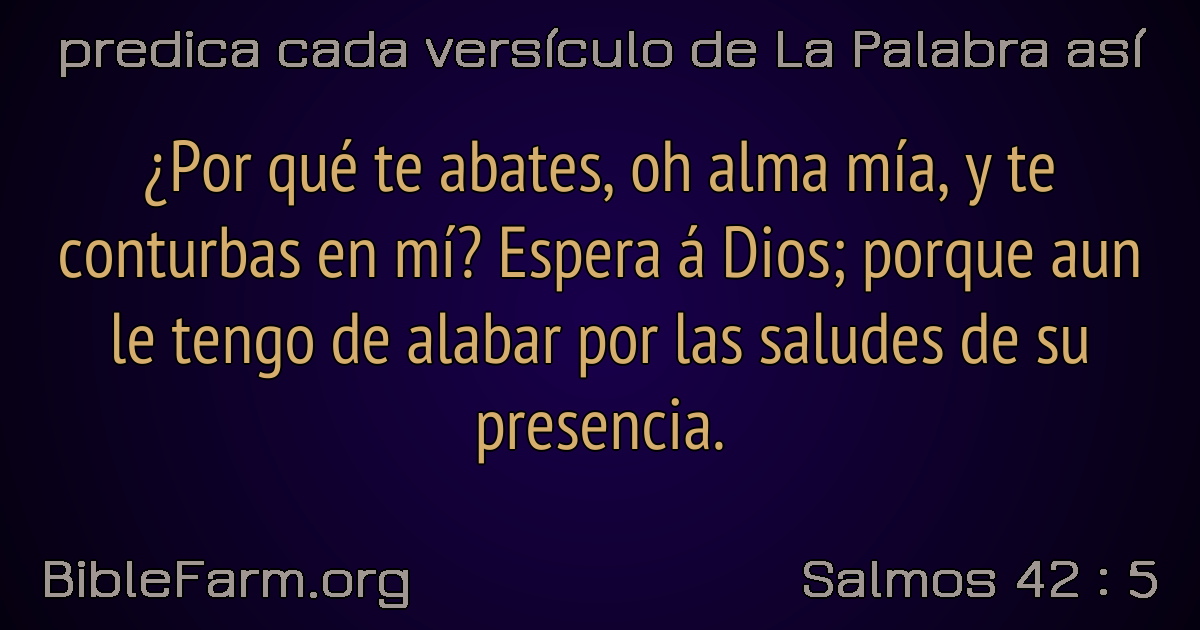 predica cada versículo de La Palabra así
¿Por qué te abates, oh alma mía, y te
conturbas en mí? Espera á Dios; porque aun
le tengo de alabar por las saludes de su
presencia.
BibleFarm.org
Salmos 42 : 5